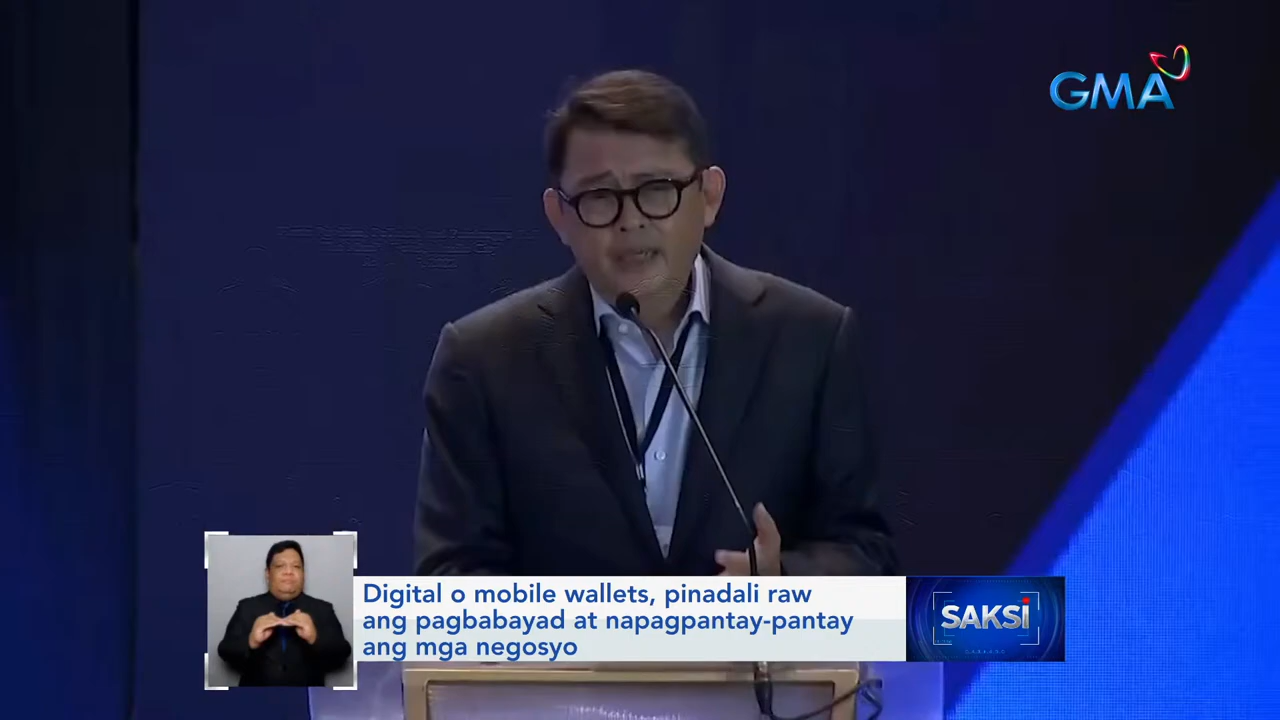 GMA
Digital o mobile wallets, pinadali raw
ang pagbabayad at napagpantay-pantay
ang mga negosyo
SAKSI